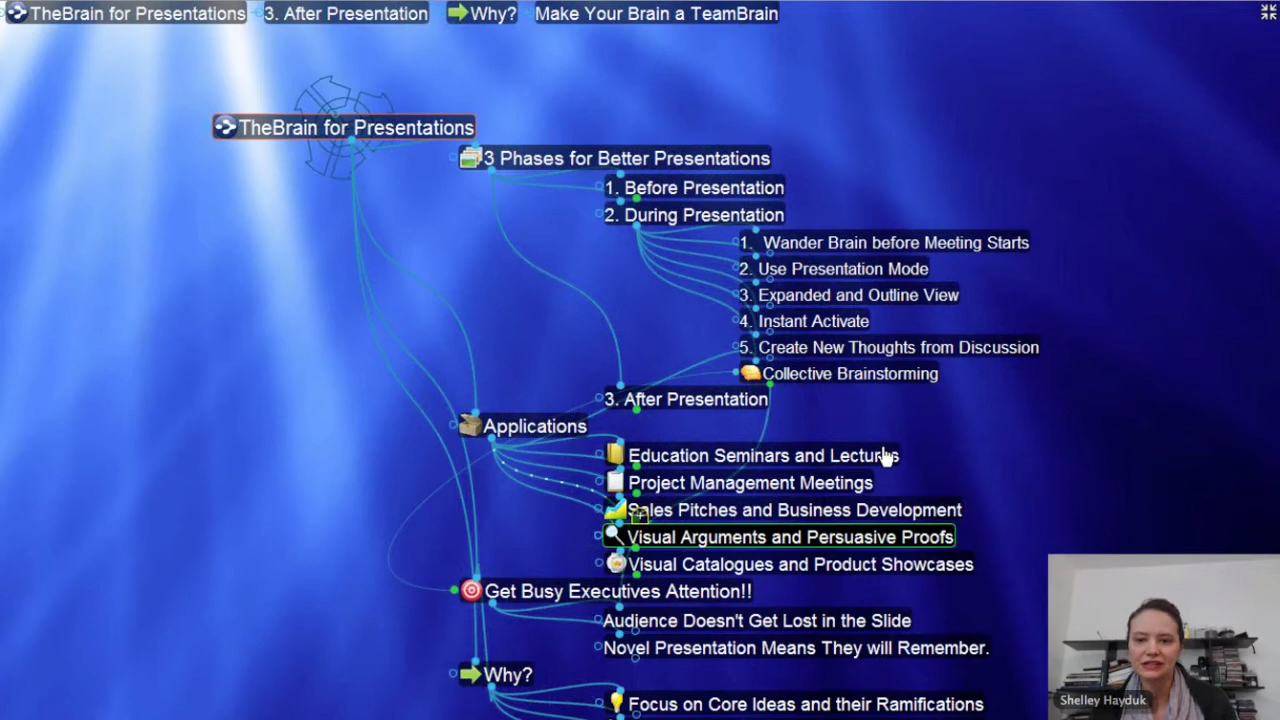 TheBrain for Presentations 3. After Presentation Why? Make Your Brain a TeamBrain
TheBrain for Presentations
3 Phases for Better Presentations
1. Before Presentation
2. During Presentation
1. Wander Brain before Meeting Starts
2. Use Presentation Mode
3. Expanded and Outline View
4. Instant Activate
5. Create New Thoughts from Discussion
Collective Brainstorming
3. After Presentation
Applications
Education Seminars and Lectures
Project Management Meetings
Sales Pitches and Business Development
Visual Arguments and Persuasive Proofs
Visual Catalogues and Product Showcases
Get Busy Executives Attention!!
Audience Doesn't Get Lost in the Slide
Novel Presentation Means They will Remember.
Why?
Focus on Core Ideas and their Ramifications
Shelley Hayduk